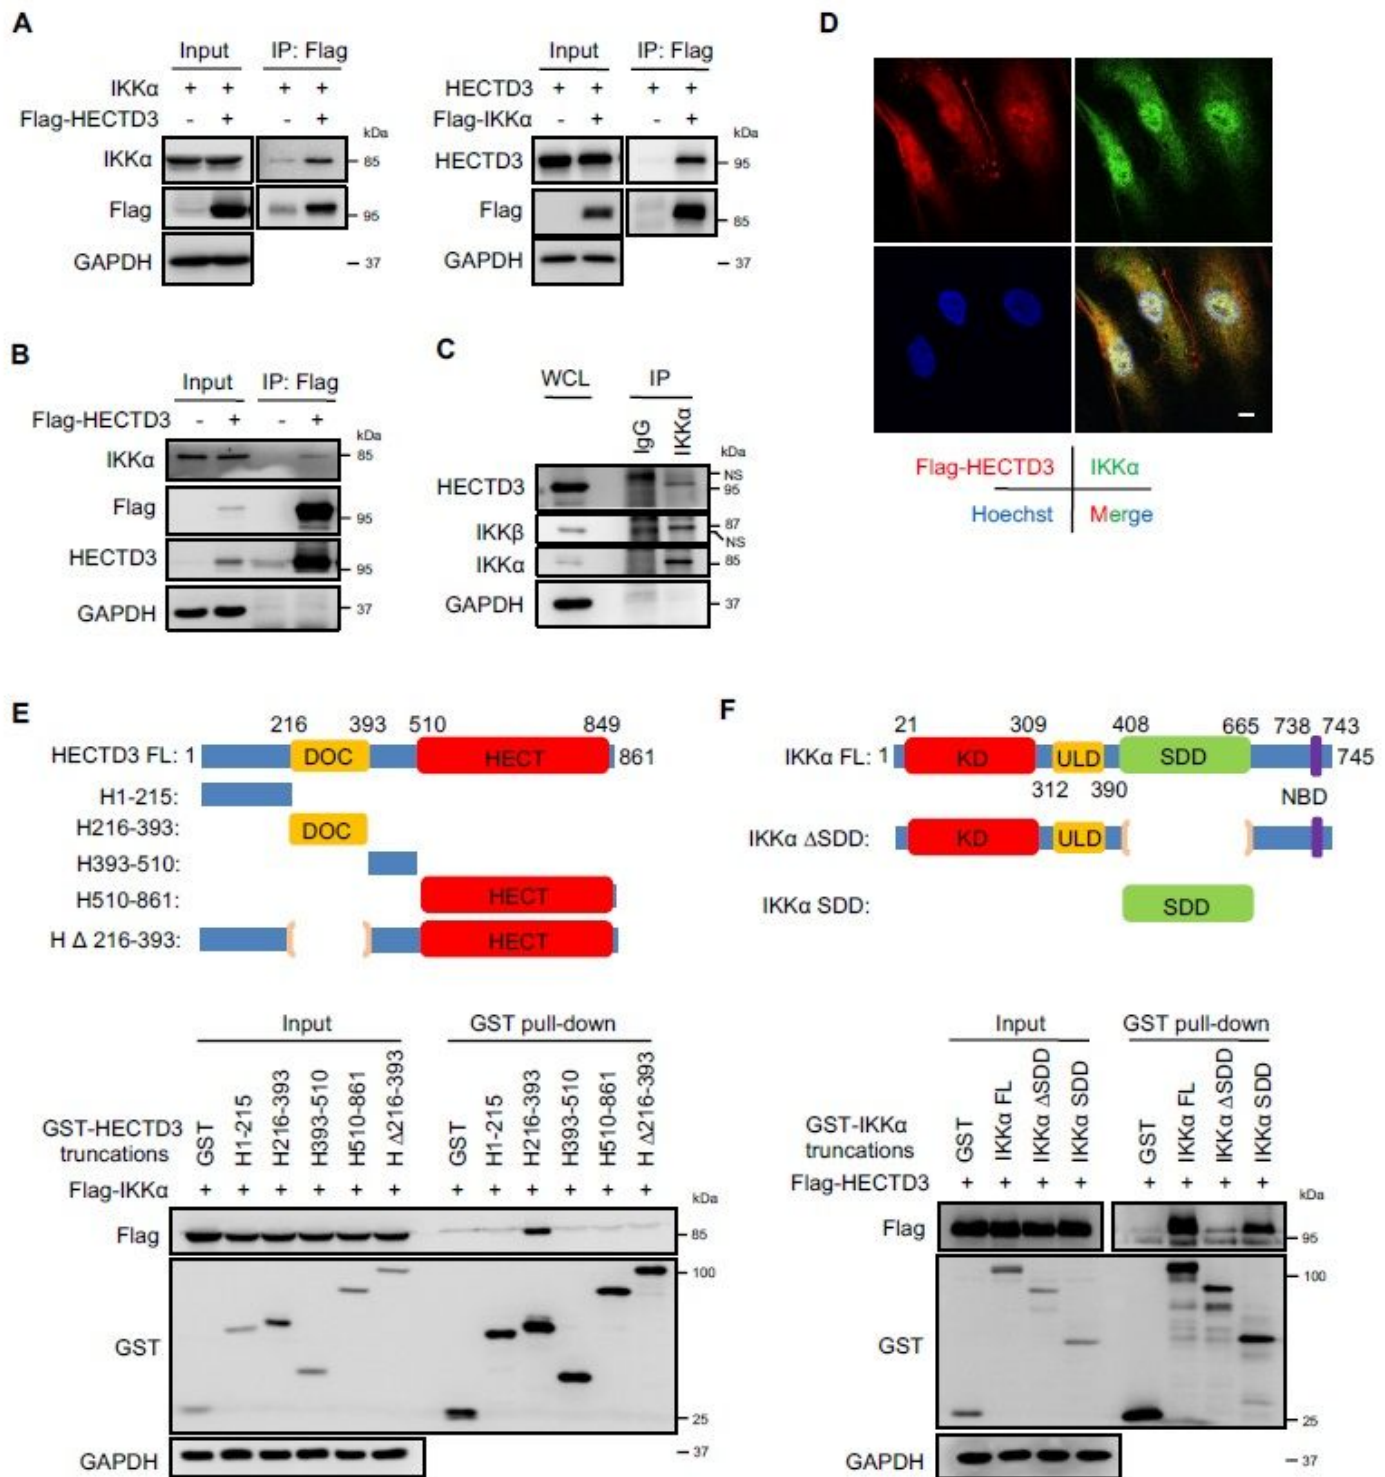 A
Input IP: Flag
IKKα + + + +
Flag-HECTD3 - + - +
kDa
IKKα 85
Flag 95
GAPDH 37
Input IP: Flag
HECTD3 + + + +
Flag-IKKα - + - +
kDa
HECTD3 95
Flag 85
GAPDH 37
D
Flag-HECTD3 IKKα
Hoechst Merge
B
Input IP: Flag
Flag-HECTD3 - + - +
kDa
IKKα 85
Flag 95
HECTD3 95
GAPDH 37
C
WCL IP
IgG IKKα
kDa
HECTD3 NS
95
IKKβ 87
NS
IKKα 85
GAPDH 37
E
216 393 510 849
HECTD3 FL: 1 DOC HECT 861
H1-215:
H216-393: DOC
H393-510:
H510-861: HECT
H Δ 216-393: HECT
Input GST pull-down
GST-HECTD3 truncations
GST H1-215 H216-393 H393-510 H510-861 H Δ216-393 GST H1-215 H216-393 H393-510 H510-861 H Δ216-393
Flag-IKKα + + + + + + + + + + + +
kDa
Flag 85
100
GST
25
GAPDH 37
F
21 309 408 665 738 743
IKKα FL: 1 KD ULD SDD 745
312 390 NBD
IKKα ΔSDD: KD ULD
IKKα SDD: SDD
Input GST pull-down
GST-IKKα truncations
GST IKKα FL IKKα ΔSDD IKKα SDD GST IKKα FL IKKα ΔSDD IKKα SDD
Flag-HECTD3 + + + + + + + +
kDa
Flag 95
100
GST
25
GAPDH 37